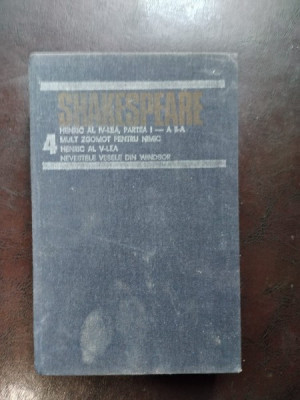 SHAKESPEARE
HENRIC AL IV-LEA, PARTEA I — A II-A
4
MULT ZGOMOT PENTRU NIMIC
HENRIC AL V-LEA
NEVESTELE VESELE DIN WINDSOR